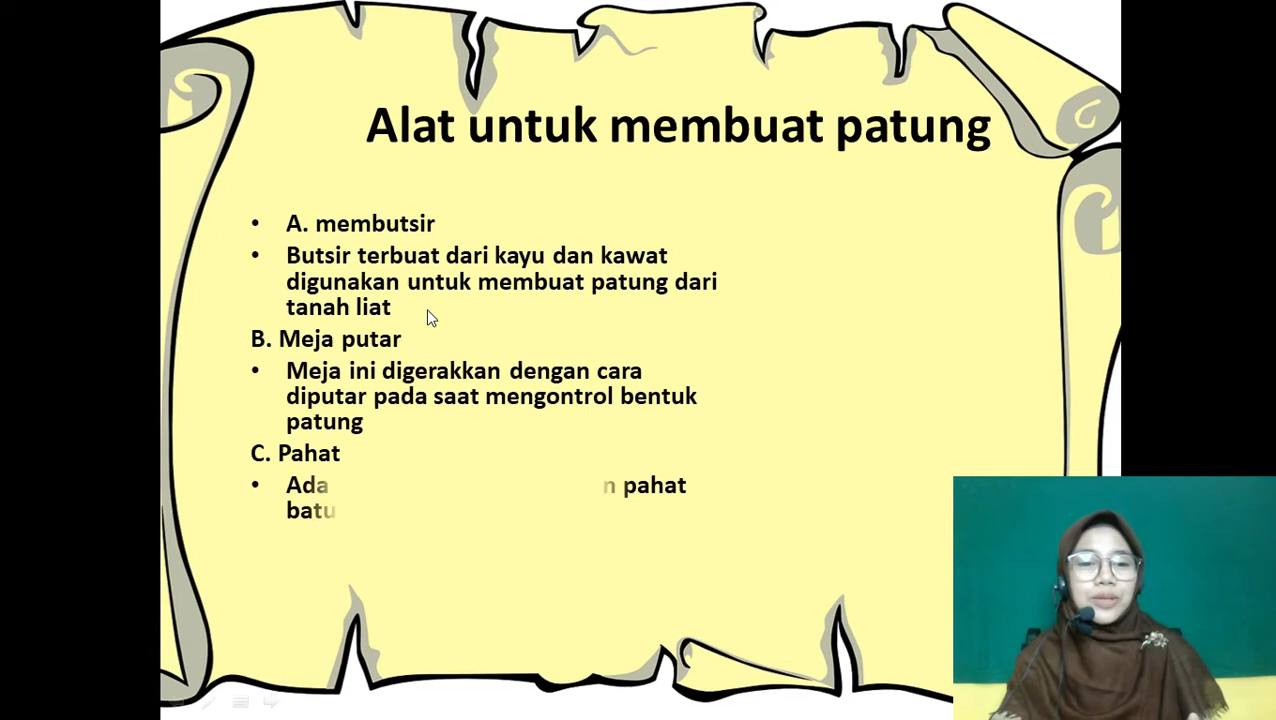 Alat untuk membuat patung
• A. membutsir
• Butsir terbuat dari kayu dan kawat
digunakan untuk membuat patung dari
tanah liat
B. Meja putar
• Meja ini digerakkan dengan cara
diputar pada saat mengontrol bentuk
patung
C. Pahat
• Ada pahat
batu